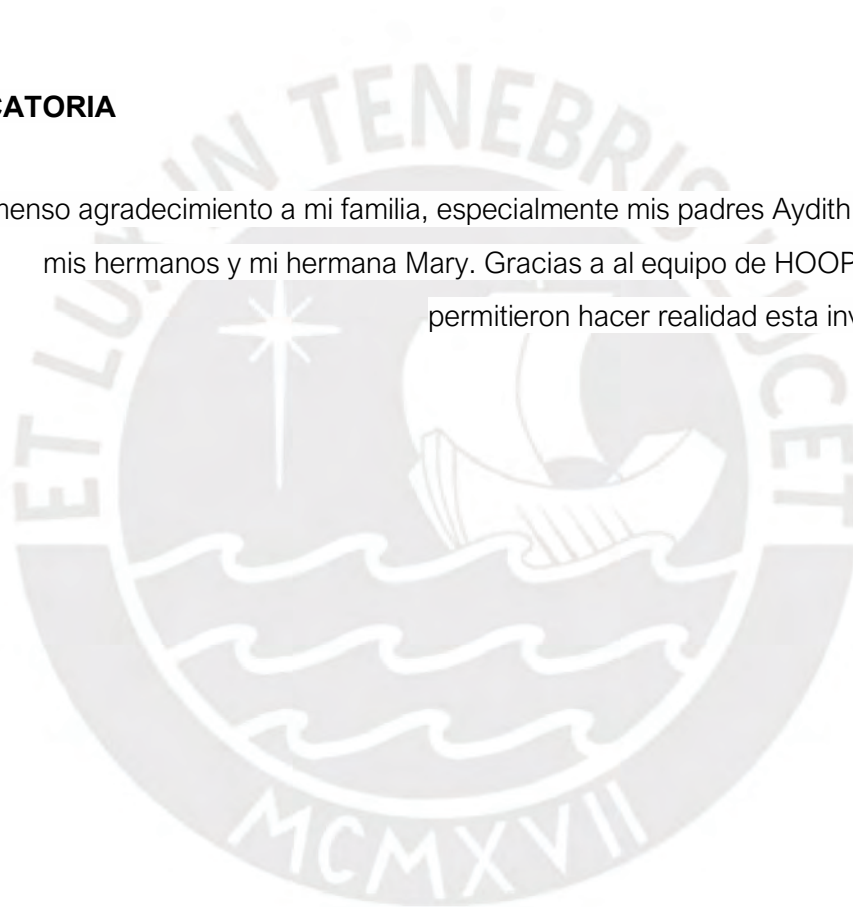 CATORIA
menso agradecimiento a mi familia, especialmente mis padres Aydith
mis hermanos y mi hermana Mary. Gracias a al equipo de HOOP
permitieron hacer realidad esta inv
ET LUX IN TENEBRIS LUCET
MCMXVII